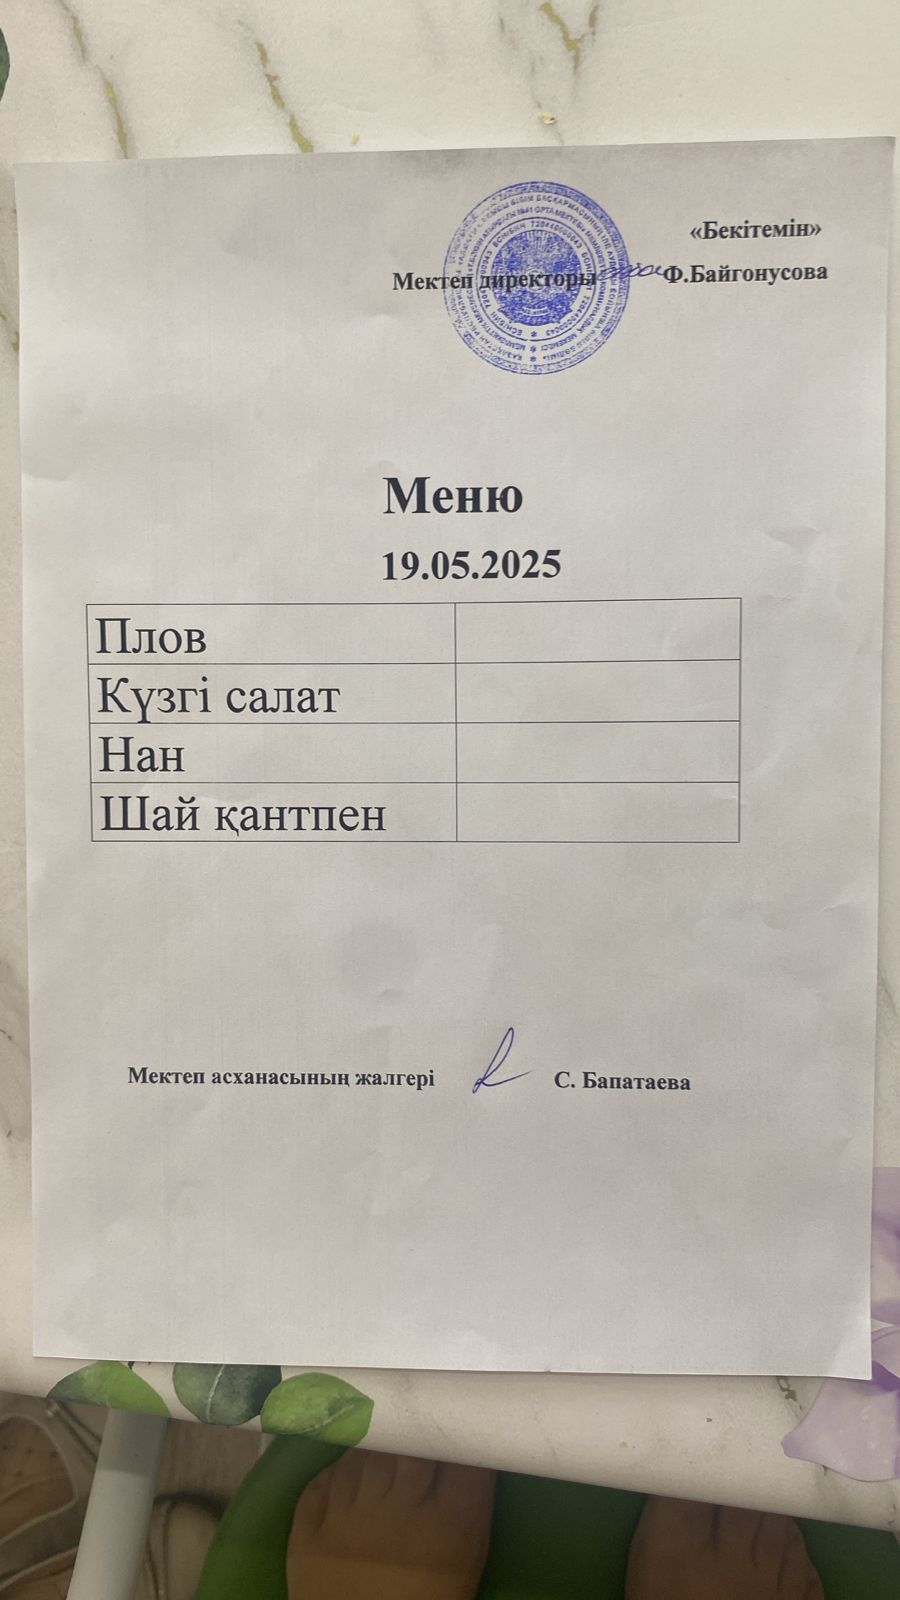 «Бекітемін»
Мектеп директоры Ф.Байгонусова
Меню
19.05.2025
Плов
Күзгі салат
Нан
Шай қантпен
Мектеп асханасының жалгері С. Бапатаева